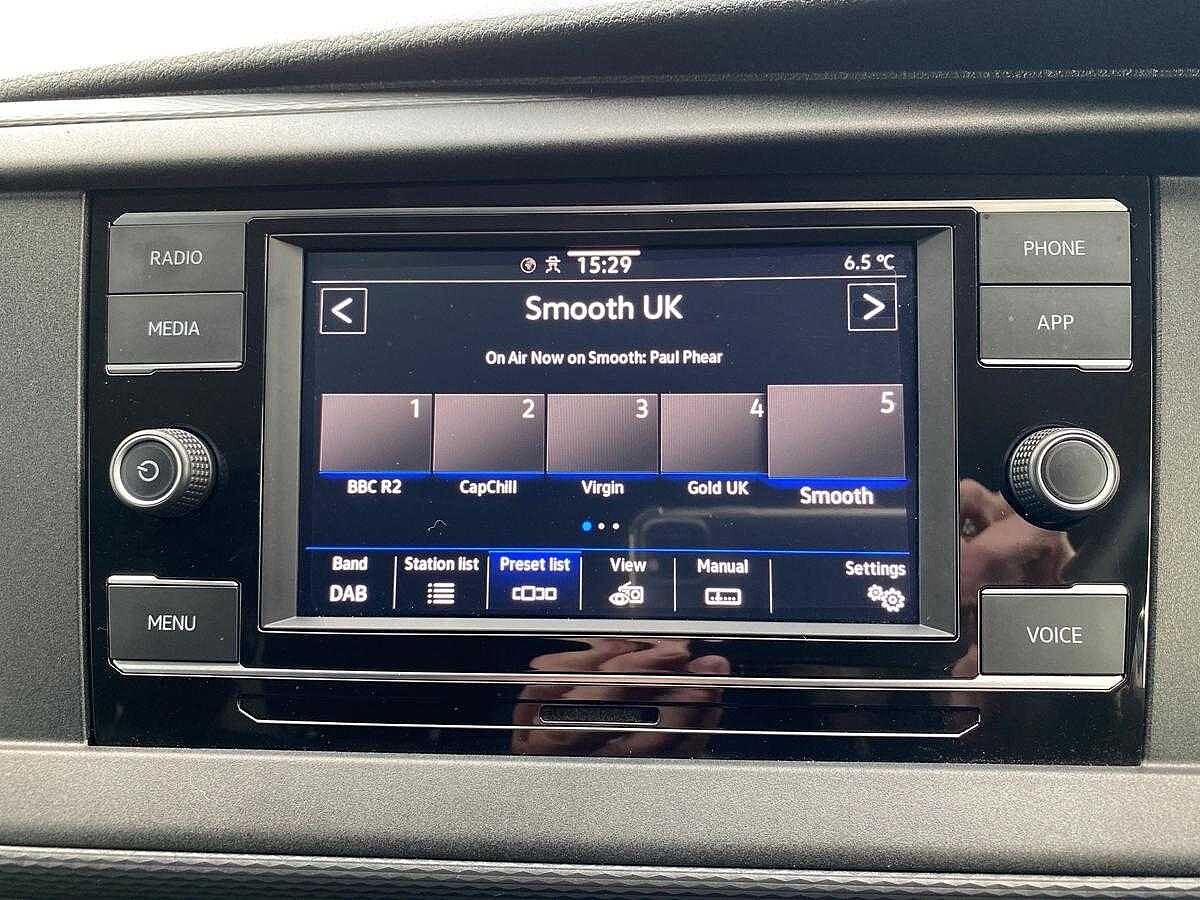 RADIO
MEDIA
MENU
15:29
6.5 °C
< Smooth UK >
On Air Now on Smooth: Paul Phear
1 2 3 4 5
BBC R2 CapChill Virgin Gold UK Smooth
Band Station list Preset list View Manual Settings
DAB
PHONE
APP
VOICE